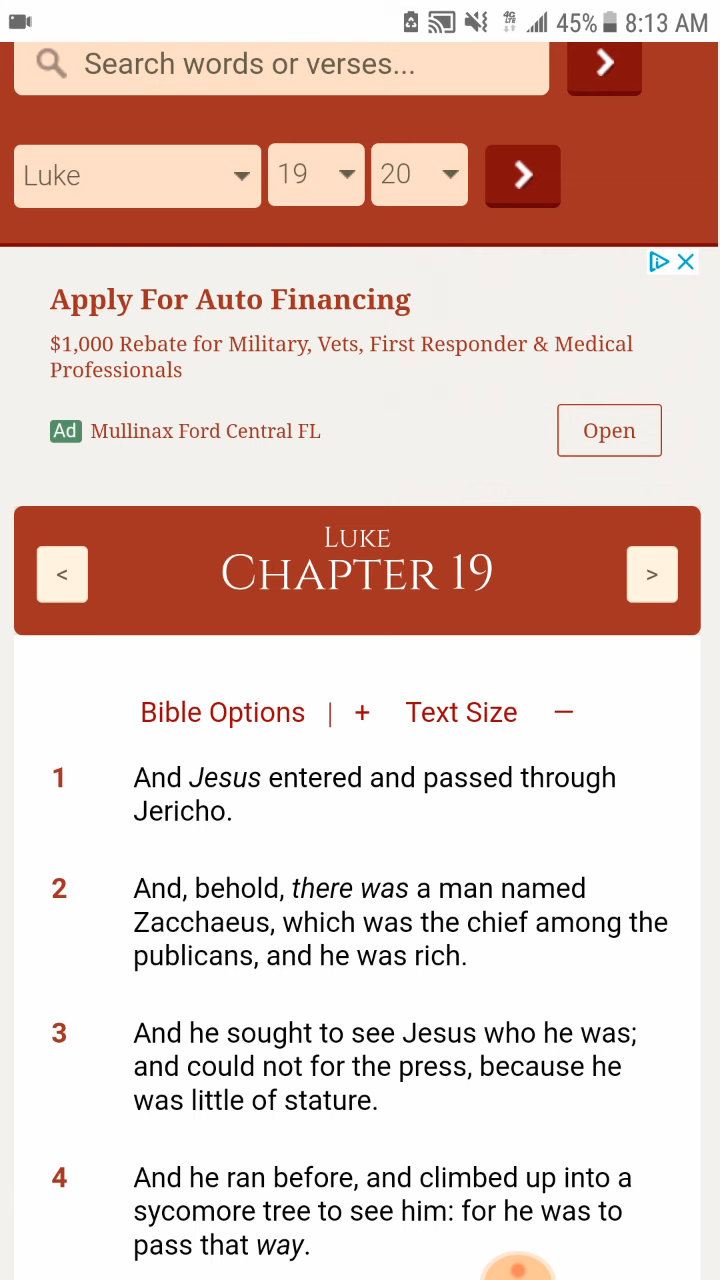 45% 8:13 AM
Search words or verses...
Luke 19 20
Apply For Auto Financing
$1,000 Rebate for Military, Vets, First Responder & Medical
Professionals
Ad Mullinax Ford Central FL Open
LUKE
< CHAPTER 19 >
Bible Options | + Text Size —
1 And Jesus entered and passed through
Jericho.
2 And, behold, there was a man named
Zacchaeus, which was the chief among the
publicans, and he was rich.
3 And he sought to see Jesus who he was;
and could not for the press, because he
was little of stature.
4 And he ran before, and climbed up into a
sycomore tree to see him: for he was to
pass that way.